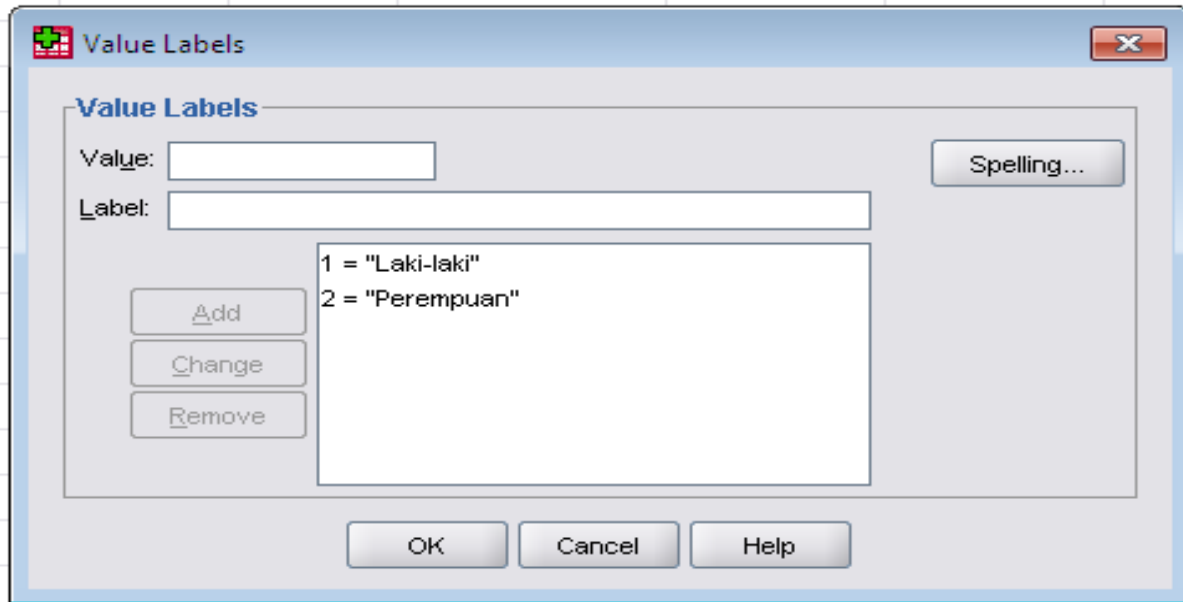 Value Labels
Value Labels
Value:
Spelling...
Label:
1 = "Laki-laki"
2 = "Perempuan"
Add
Change
Remove
OK Cancel Help